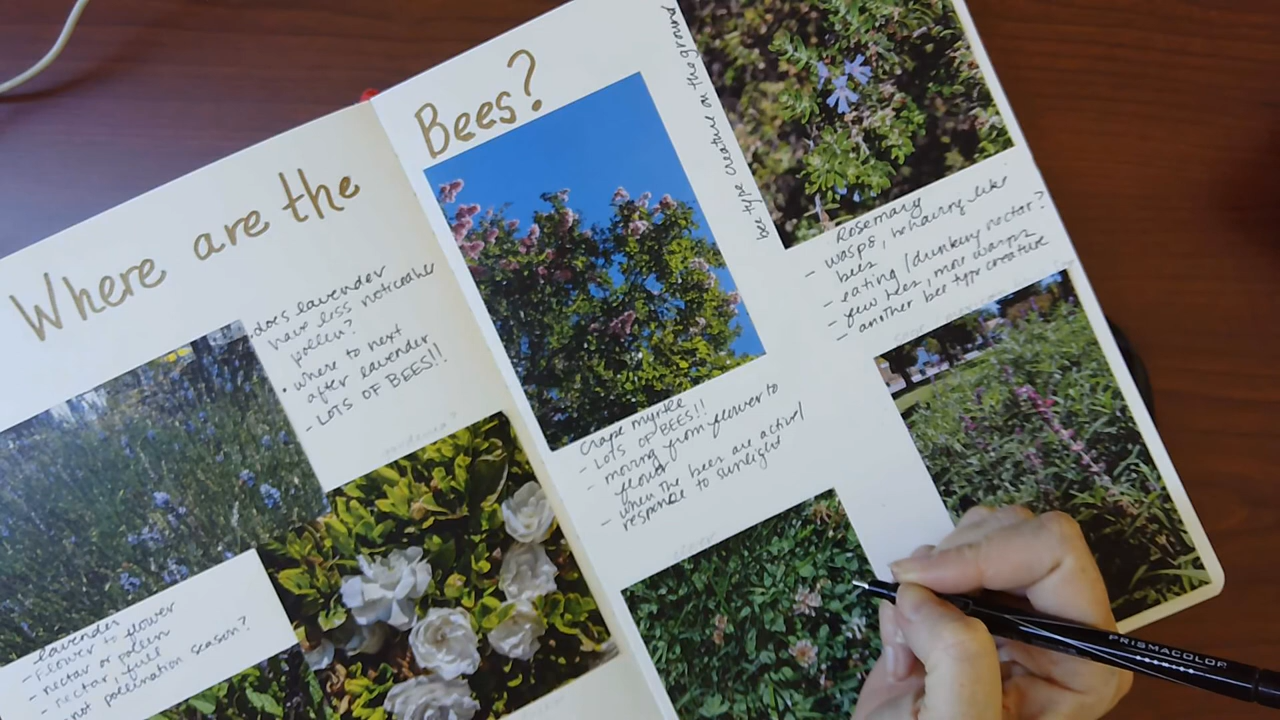 Where are the
Bees?
does lavender
have less noticeable
pollen?
• where to next
after lavender
- LOTS OF BEES!!
lavender
- flower to flower
- nectar or pollen
- nectar, full
not pollination season?
crape myrtle
- LOTS OF BEES!!
- moving from flower to
flower
- when the bees are active/
response to sunlight
bee type creature on the ground
Rosemary
- wasps, behaving like
bees
- eating/drinking nectar?
- few bees, more wasps
- another bee type creature
clover
PRISMACOLOR